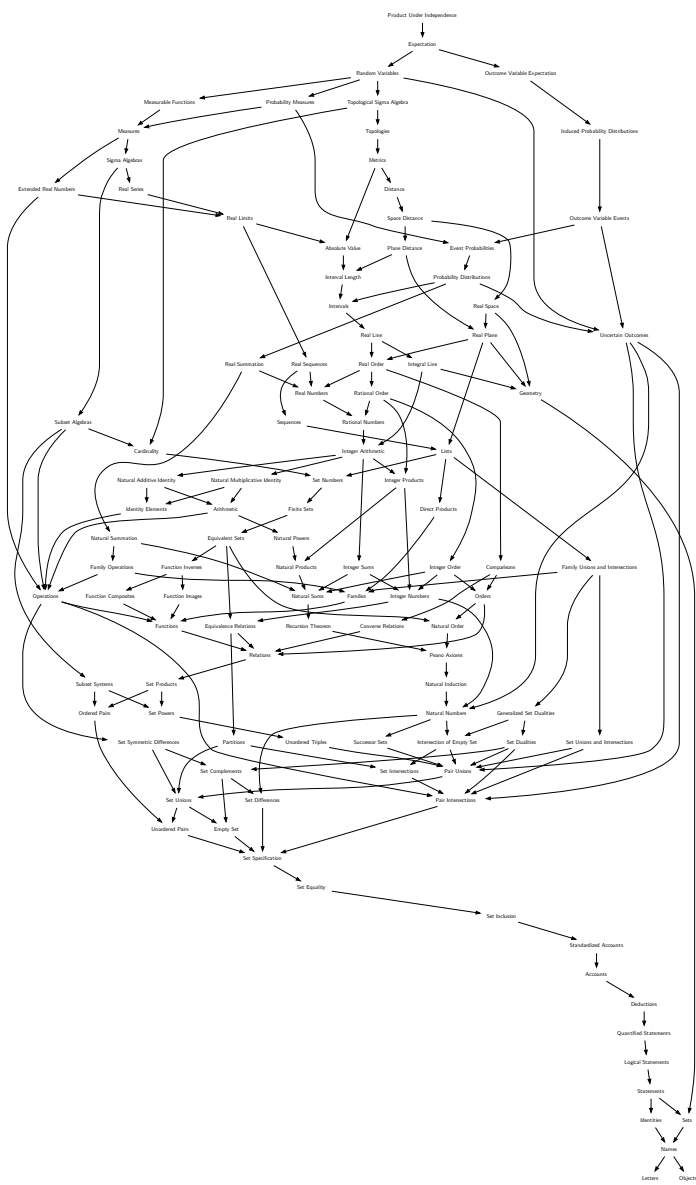 Product Under Independence
Expectation
Random Variables
Outcome Variable Expectation
Measurable Functions
Probability Measures
Topological Sigma Algebra
Measures
Topologies
Induced Probability Distributions
Sigma Algebras
Metrics
Extended Real Numbers
Real Series
Distance
Real Limits
Space Distance
Outcome Variable Events
Absolute Value
Plane Distance
Event Probabilities
Interval Length
Probability Distributions
Intervals
Real Space
Real Line
Real Plane
Uncertain Outcomes
Real Summation
Real Sequences
Real Order
Integral Line
Real Numbers
Rational Order
Geometry
Subset Algebras
Sequences
Rational Numbers
Cardinality
Integer Arithmetic
Lists
Natural Additive Identity
Natural Multiplicative Identity
Set Numbers
Integer Products
Identity Elements
Arithmetic
Finite Sets
Direct Products
Natural Summation
Equivalent Sets
Natural Powers
Family Operations
Function Inverses
Natural Products
Integer Sums
Integer Order
Comparisons
Family Unions and Intersections
Operations
Function Composites
Function Images
Natural Sums
Families
Integer Numbers
Orders
Functions
Equivalence Relations
Recursion Theorem
Converse Relations
Natural Order
Relations
Peano Axioms
Subset Systems
Set Products
Natural Induction
Ordered Pairs
Set Powers
Natural Numbers
Generalized Set Dualities
Set Symmetric Differences
Partitions
Unordered Triples
Successor Sets
Intersection of Empty Set
Set Dualities
Set Unions and Intersections
Set Complements
Set Intersections
Pair Unions
Set Unions
Set Differences
Pair Intersections
Unordered Pairs
Empty Set
Set Specification
Set Equality
Set Inclusion
Standardized Accounts
Accounts
Deductions
Quantified Statements
Logical Statements
Statements
Identities
Sets
Names
Letters
Objects